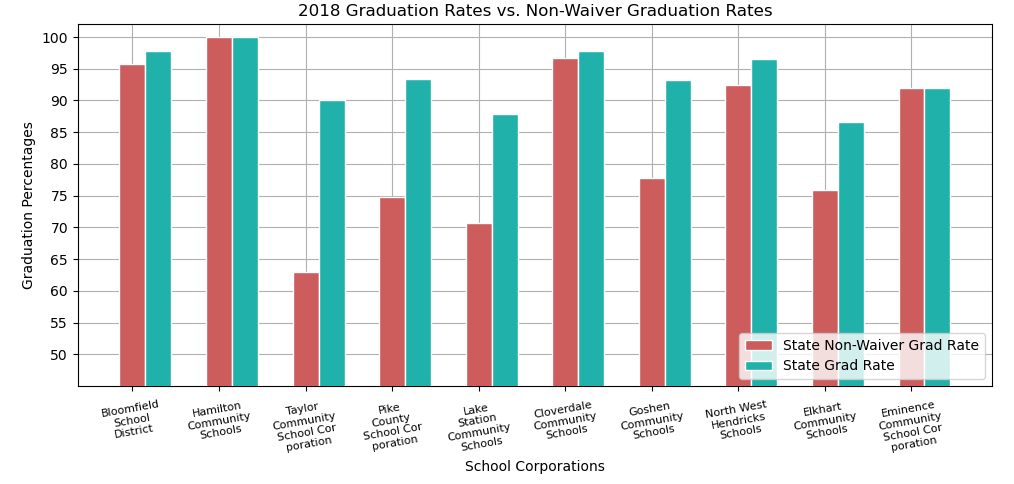 2018 Graduation Rates vs. Non-Waiver Graduation Rates
Graduation Percentages
100
95
90
85
80
75
70
65
60
55
50
State Non-Waiver Grad Rate
State Grad Rate
Bloomfield
School
District
Hamilton
Community
Schools
Taylor
Community
School Cor
poration
Pike
County
School Cor
poration
Lake
Station
Community
Schools
Cloverdale
Community
Schools
Goshen
Community
Schools
North West
Hendricks
Schools
Elkhart
Community
Schools
Eminence
Community
School Cor
poration
School Corporations